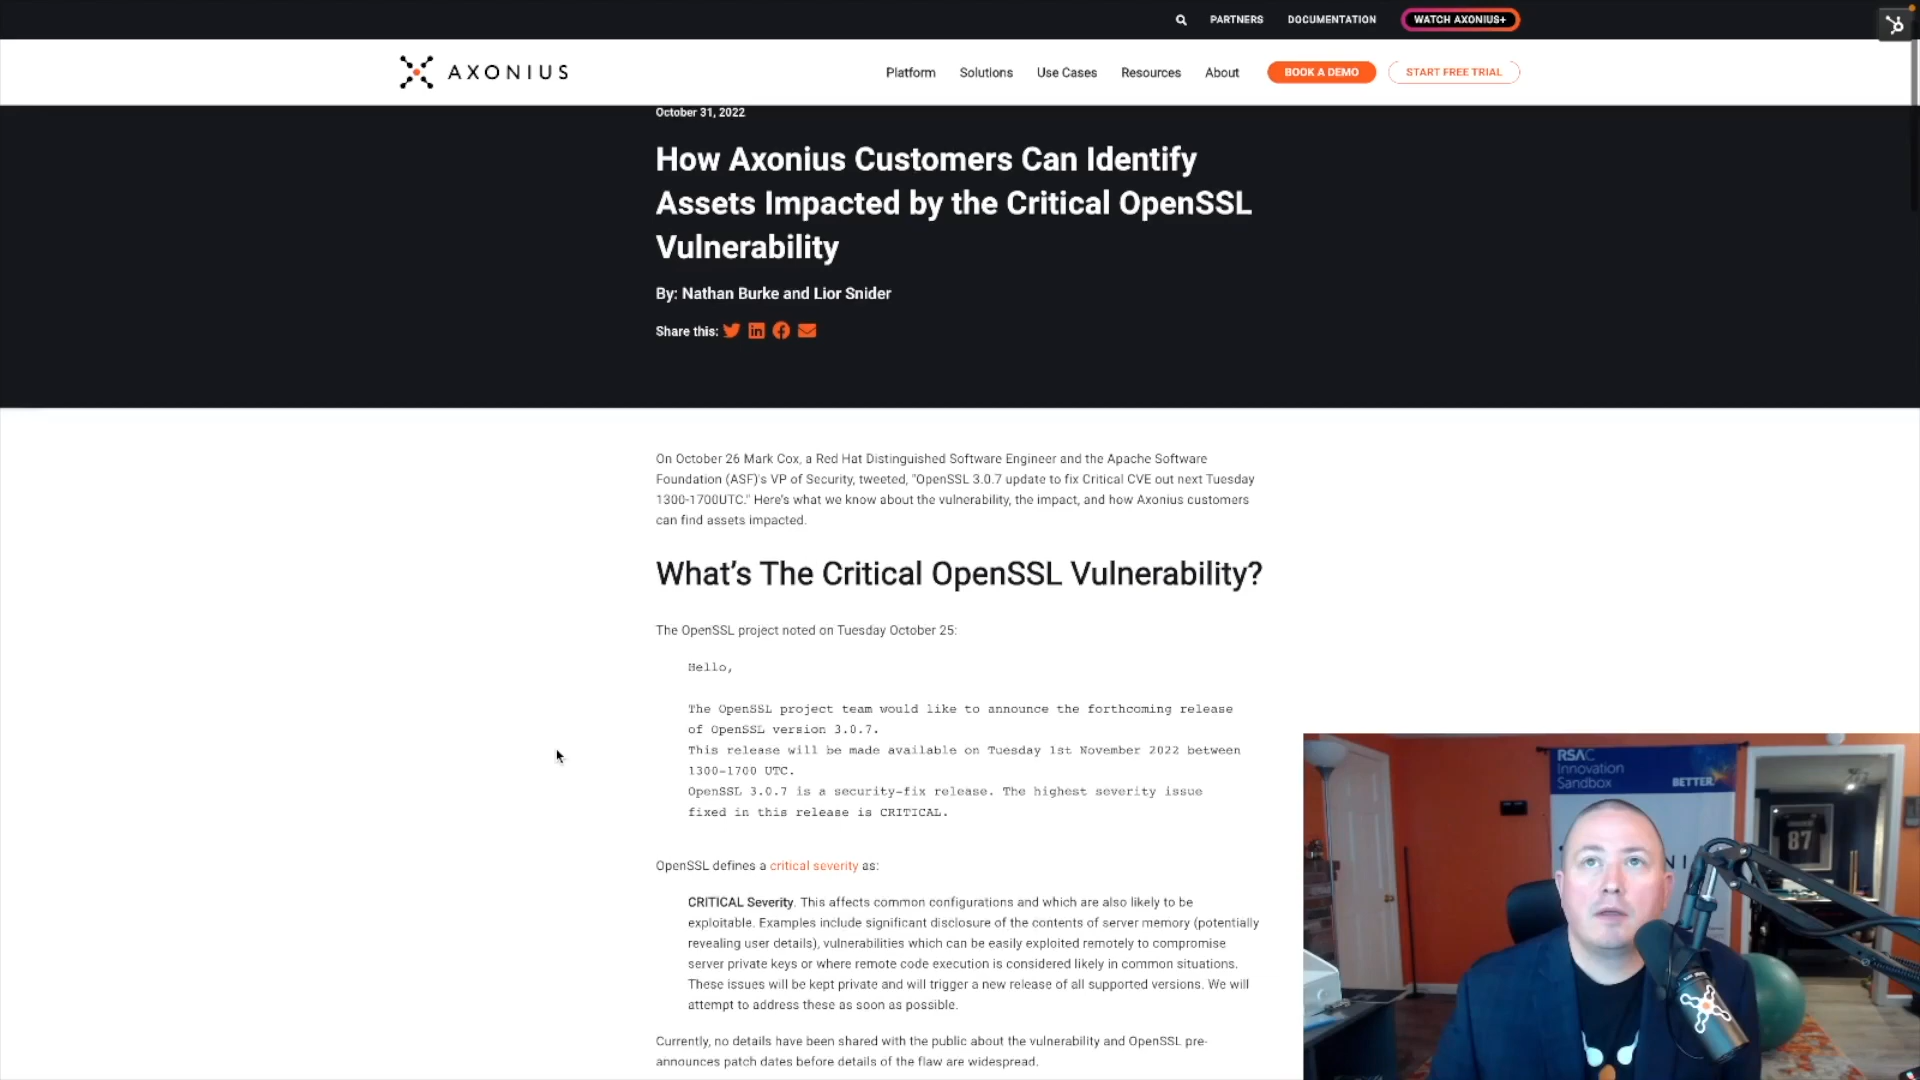 PARTNERS DOCUMENTATION WATCH AXONIUS+
AXONIUS Platform Solutions Use Cases Resources About BOOK A DEMO START FREE TRIAL
October 31, 2022
How Axonius Customers Can Identify
Assets Impacted by the Critical OpenSSL
Vulnerability
By: Nathan Burke and Lior Snider
Share this:
On October 26 Mark Cox, a Red Hat Distinguished Software Engineer and the Apache Software
Foundation (ASF)'s VP of Security, tweeted, "OpenSSL 3.0.7 update to fix Critical CVE out next Tuesday
1300-1700UTC." Here's what we know about the vulnerability, the impact, and how Axonius customers
can find assets impacted.
What's The Critical OpenSSL Vulnerability?
The OpenSSL project noted on Tuesday October 25:
Hello,
The OpenSSL project team would like to announce the forthcoming release
of OpenSSL version 3.0.7.
This release will be made available on Tuesday 1st November 2022 between
1300-1700 UTC.
OpenSSL 3.0.7 is a security-fix release. The highest severity issue
fixed in this release is CRITICAL.
OpenSSL defines a critical severity as:
CRITICAL Severity. This affects common configurations and which are also likely to be
exploitable. Examples include significant disclosure of the contents of server memory (potentially
revealing user details), vulnerabilities which can be easily exploited remotely to compromise
server private keys or where remote code execution is considered likely in common situations.
These issues will be kept private and will trigger a new release of all supported versions. We will
attempt to address these as soon as possible.
Currently, no details have been shared with the public about the vulnerability and OpenSSL pre-
announces patch dates before details of the flaw are widespread.
RSAC
Innovation
Sandbox
BETTER.
87